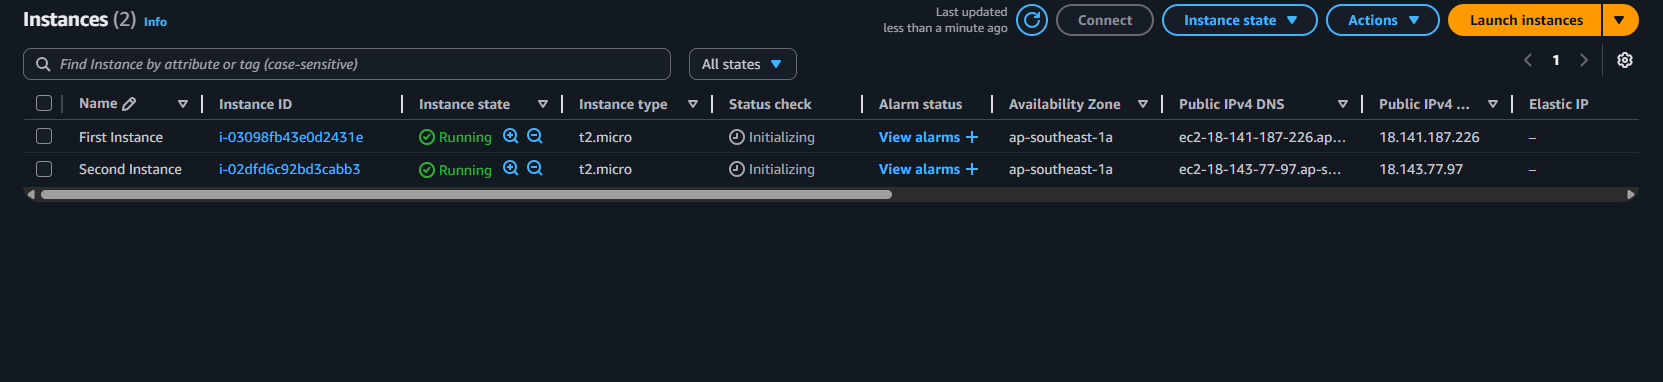 Instances (2) Info
Last updated
less than a minute ago
Connect
Instance state
Actions
Launch instances
Find Instance by attribute or tag (case-sensitive)
All states
1
Name Instance ID Instance state Instance type Status check Alarm status Availability Zone Public IPv4 DNS Public IPv4 ... Elastic IP
First Instance i-03098fb43e0d2431e Running t2.micro Initializing View alarms + ap-southeast-1a ec2-18-141-187-226.ap... 18.141.187.226 –
Second Instance i-02dfd6c92bd3cabb3 Running t2.micro Initializing View alarms + ap-southeast-1a ec2-18-143-77-97.ap-s... 18.143.77.97 –